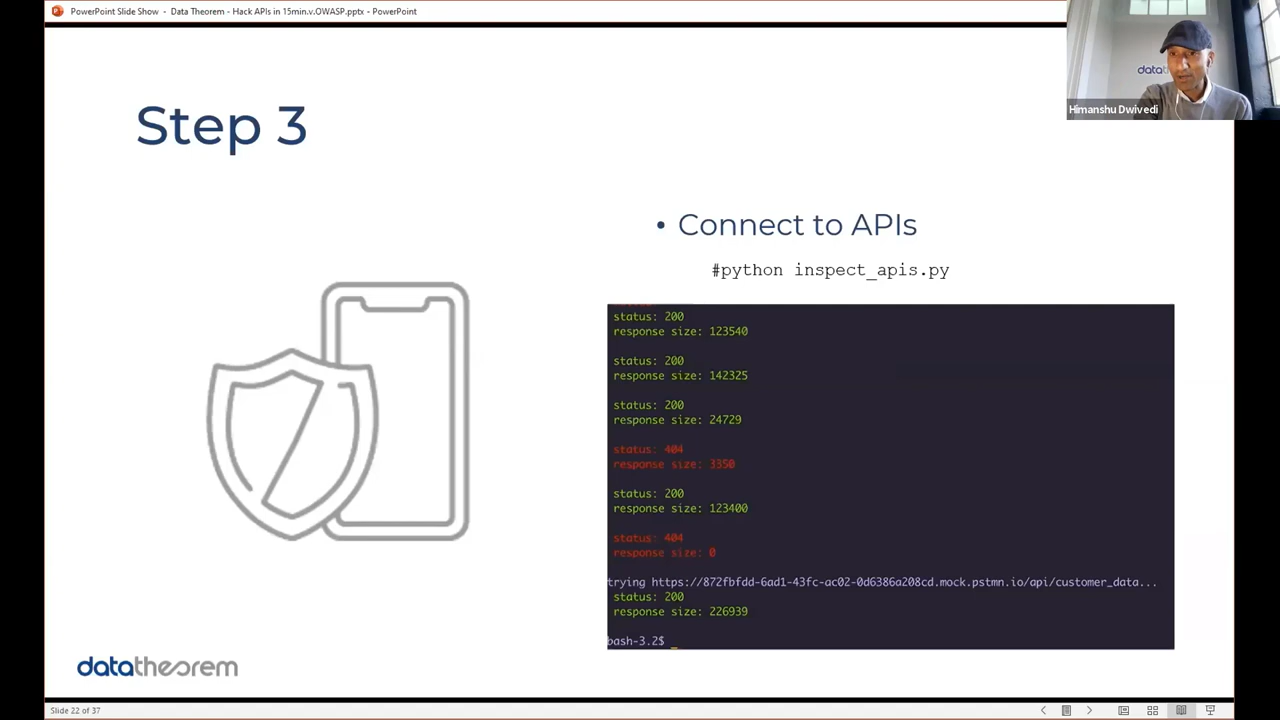 PowerPoint Slide Show - Data Theorem - Hack APIs in 15min.v.OWASP.pptx - PowerPoint
data
Himanshu Dwivedi
Step 3
• Connect to APIs
#python inspect_apis.py
status: 200
response size: 123540
status: 200
response size: 142325
status: 200
response size: 24729
status: 404
response size: 3350
status: 200
response size: 123400
status: 404
response size: 0
trying https://872fbfdd-6ad1-43fc-ac02-0d6386a208cd.mock.pstmn.io/api/customer_data...
status: 200
response size: 226939
bash-3.2$ _
datatheorem
Slide 22 of 37